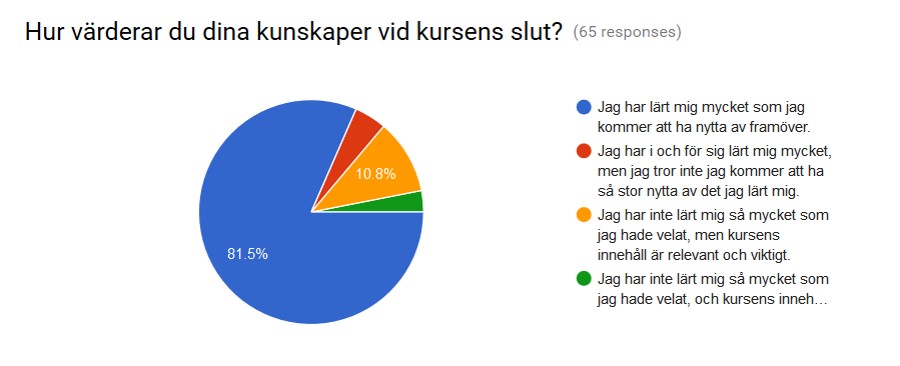 Hur värderar du dina kunskaper vid kursens slut? (65 responses)
81.5%
10.8%
Jag har lärt mig mycket som jag
kommer att ha nytta av framöver.
Jag har i och för sig lärt mig mycket,
men jag tror inte jag kommer att ha
så stor nytta av det jag lärt mig.
Jag har inte lärt mig så mycket som
jag hade velat, men kursens
innehåll är relevant och viktigt.
Jag har inte lärt mig så mycket som
jag hade velat, och kursens inneh…